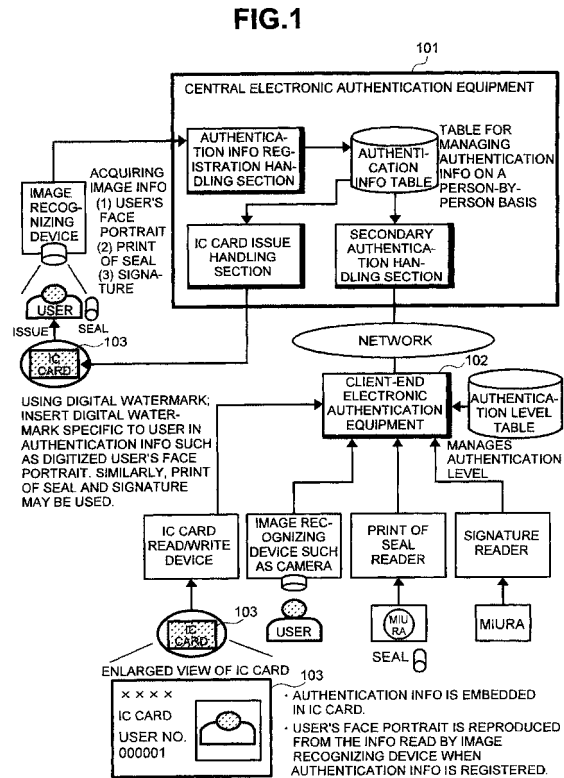 FIG.1
101
CENTRAL ELECTRONIC AUTHENTICATION EQUIPMENT
AUTHENTICA-
TION INFO REG-
ISTRATION HAN-
DLING SECTION
AUTHENTI-
CATION
INFO TABLE
TABLE FOR
MANAGING
AUTHENTICATION
INFO ON A
PERSON-BY-
PERSON BASIS
IMAGE
RECOG-
NIZING
DEVICE
ACQUIRING
IMAGE INFO
(1) USER'S
FACE
PORTRAIT
(2) PRINT
OF SEAL
(3) SIGNA-
TURE
IC CARD ISSUE
HANDLING
SECTION
SECONDARY
AUTHENTICA-
TION HAN-
DLING SECTION
USER
SEAL
ISSUE
103
IC
CARD
NETWORK
102
CLIENT-END
ELECTRONIC
AUTHENTICATION
EQUIPMENT
AUTHENTICA-
TION LEVEL
TABLE
MANAGES
AUTHENTICATION
LEVEL
USING DIGITAL WATERMARK;
INSERT DIGITAL WATER-
MARK SPECIFIC TO USER IN
AUTHENTICATION INFO SUCH
AS DIGITIZED USER'S FACE
PORTRAIT. SIMILARLY, PRINT
OF SEAL AND SIGNATURE
MAY BE USED.
IC CARD
READ/WRITE
DEVICE
IMAGE REC-
OGNIZING
DEVICE SUCH
AS CAMERA
PRINT OF
SEAL
READER
SIGNATURE
READER
103
IC
CARD
USER
MIU
RA
SEAL
MIURA
ENLARGED VIEW OF IC CARD
103
× × × ×
IC CARD
USER NO.
000001
· AUTHENTICATION INFO IS EMBEDDED
IN IC CARD.
· USER'S FACE PORTRAIT IS REPRODUCED
FROM THE INFO READ BY IMAGE
RECOGNIZING DEVICE WHEN
AUTHENTICATION INFO IS REGISTERED.